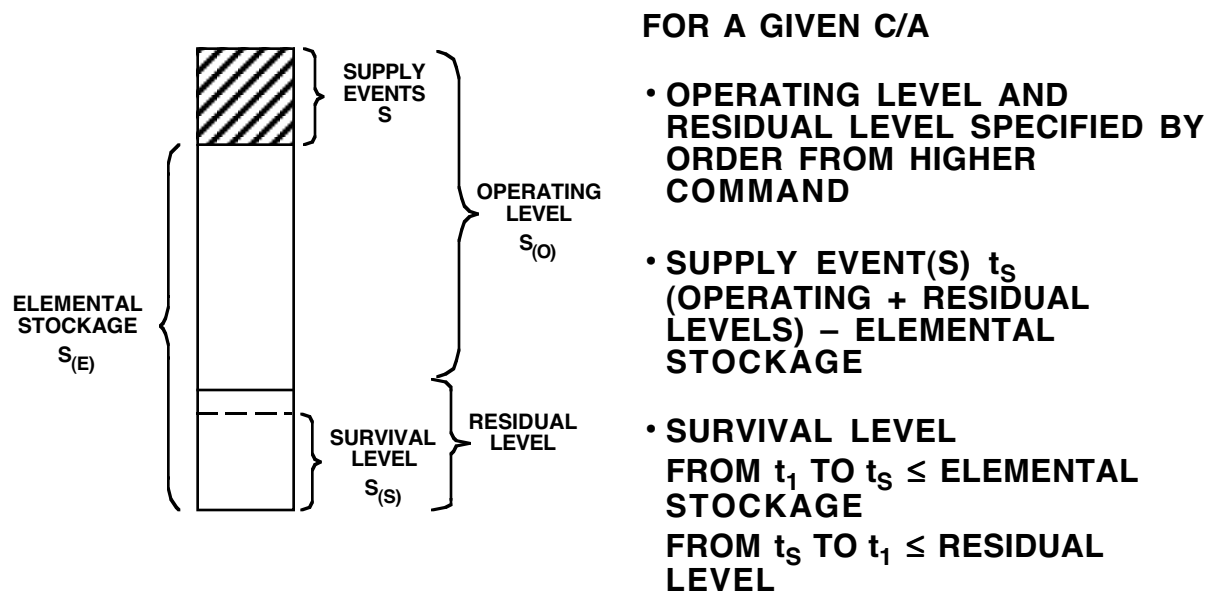 SUPPLY
EVENTS
S
OPERATING
LEVEL
S(O)
ELEMENTAL
STOCKAGE
S(E)
SURVIVAL
LEVEL
S(S)
RESIDUAL
LEVEL
FOR A GIVEN C/A
• OPERATING LEVEL AND
RESIDUAL LEVEL SPECIFIED BY
ORDER FROM HIGHER
COMMAND
• SUPPLY EVENT(S) tS
(OPERATING + RESIDUAL
LEVELS) – ELEMENTAL
STOCKAGE
• SURVIVAL LEVEL
FROM t1 TO tS ≤ ELEMENTAL
STOCKAGE
FROM tS TO t1 ≤ RESIDUAL
LEVEL